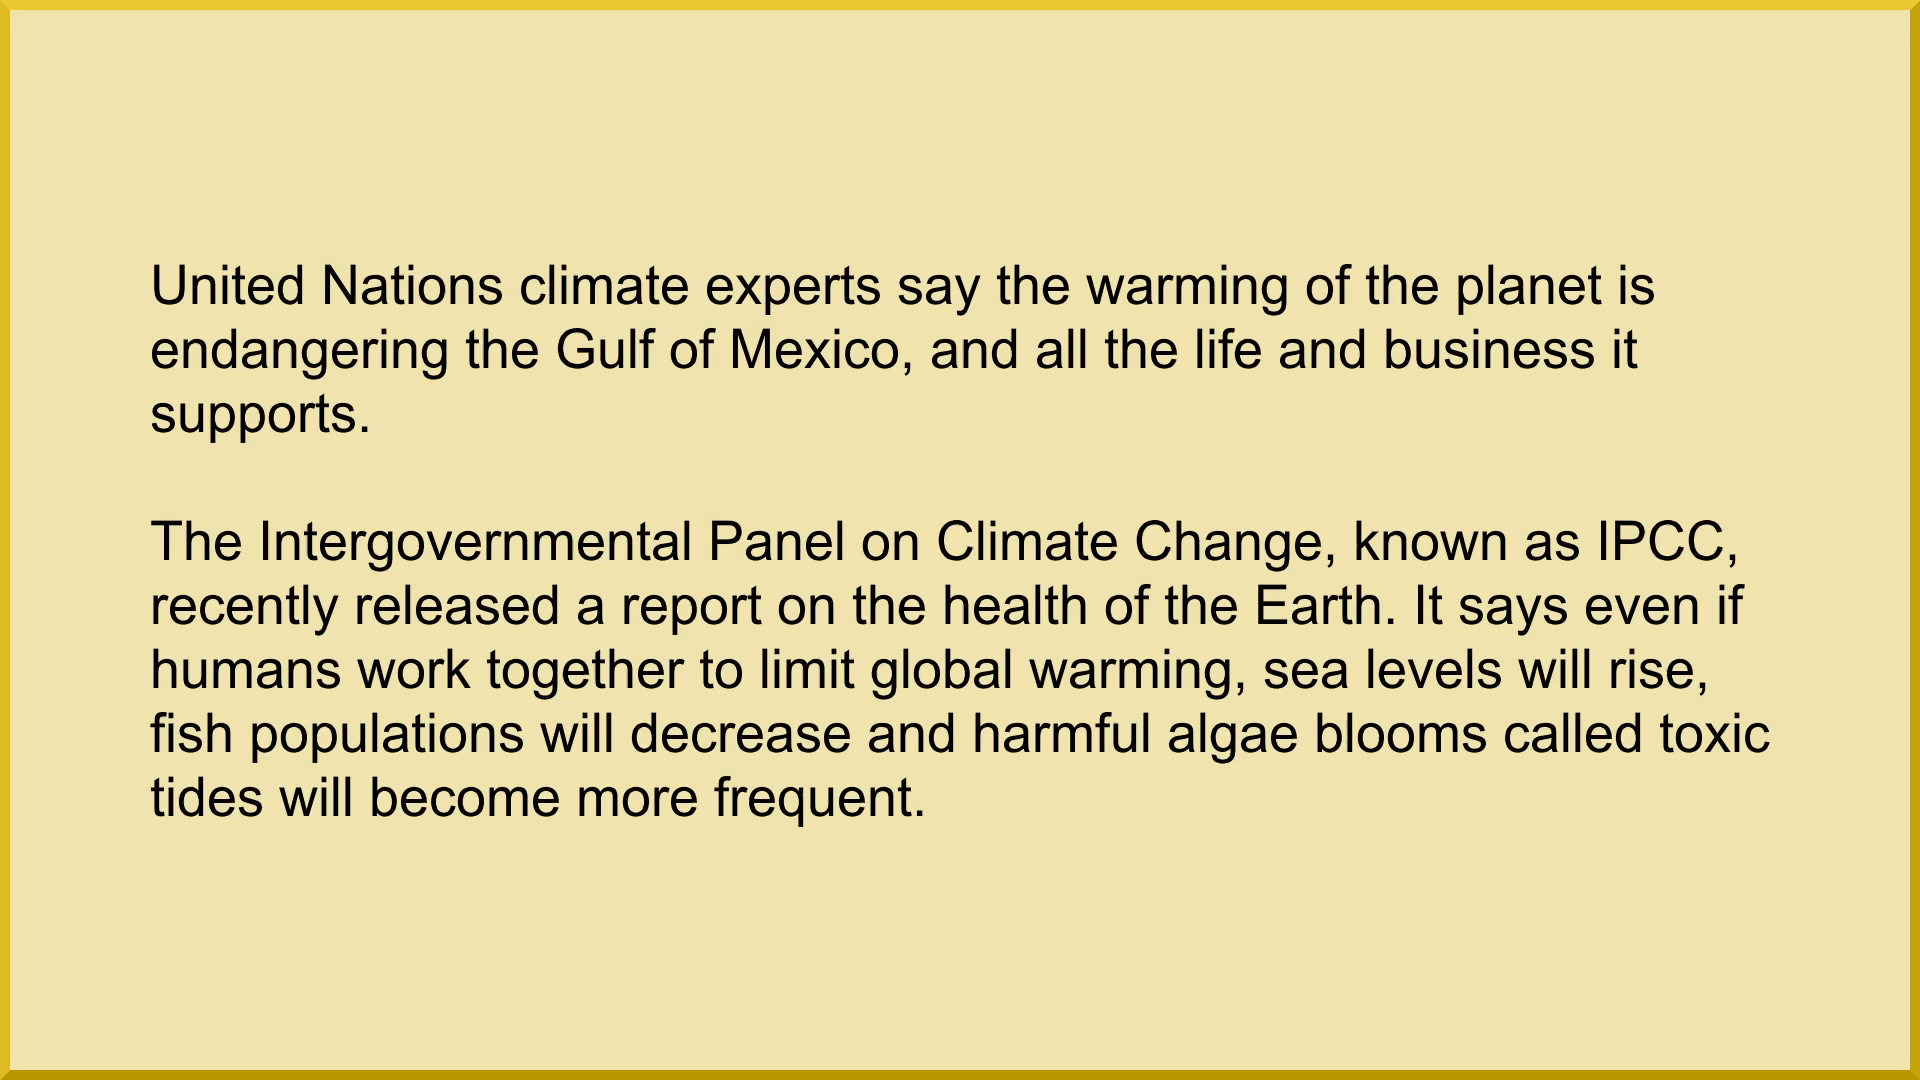 United Nations climate experts say the warming of the planet is
endangering the Gulf of Mexico, and all the life and business it
supports.
The Intergovernmental Panel on Climate Change, known as IPCC,
recently released a report on the health of the Earth. It says even if
humans work together to limit global warming, sea levels will rise,
fish populations will decrease and harmful algae blooms called toxic
tides will become more frequent.